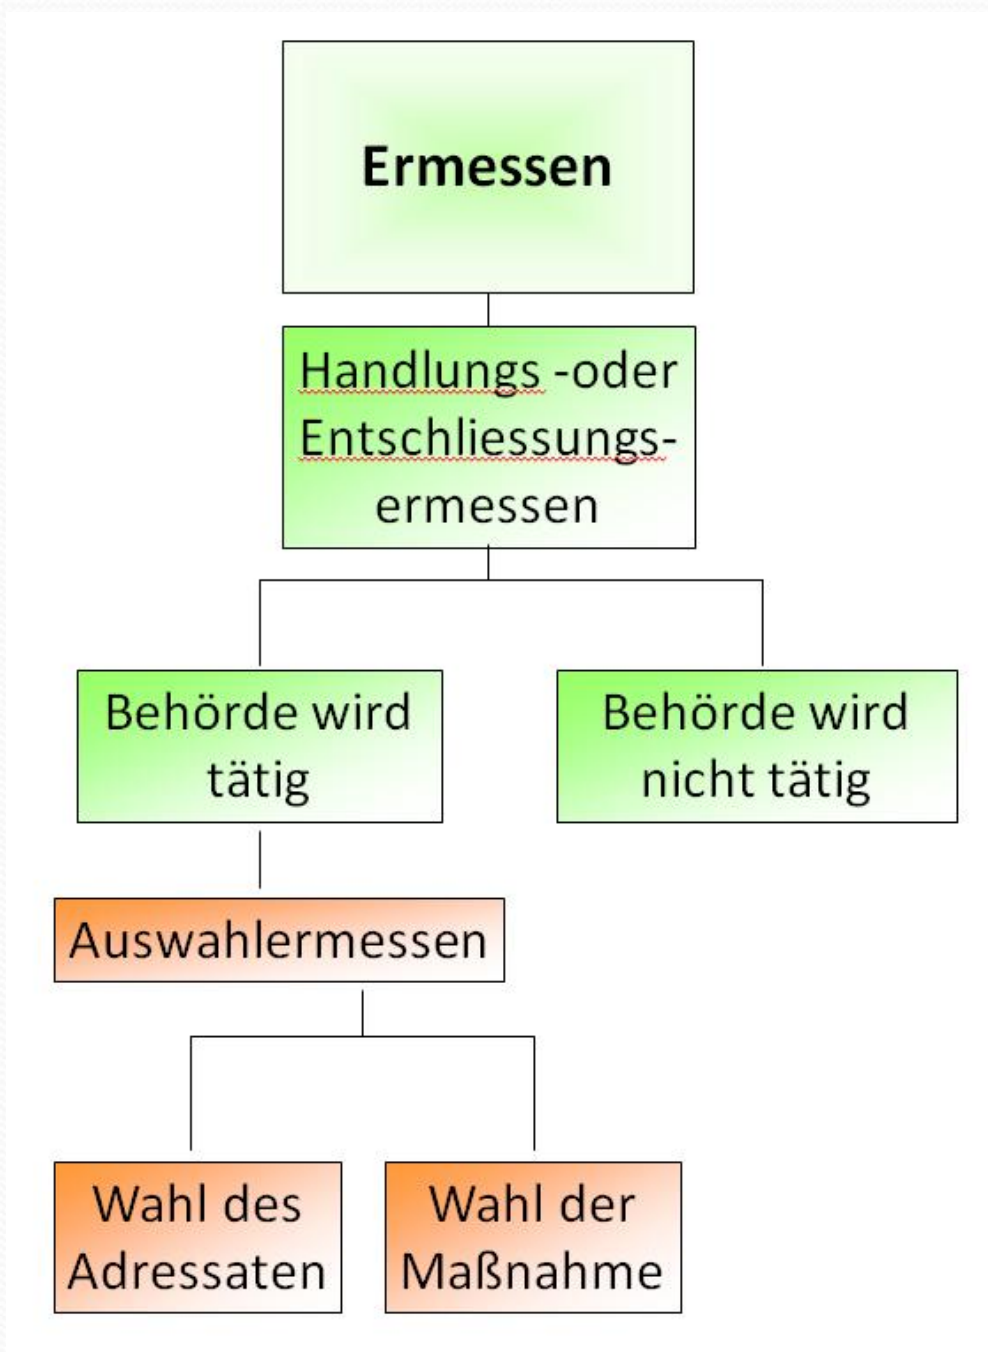 Ermessen
Handlungs -oder
Entschliessungs-
ermessen
Behörde wird
tätig
Behörde wird
nicht tätig
Auswahlermessen
Wahl des
Adressaten
Wahl der
Maßnahme